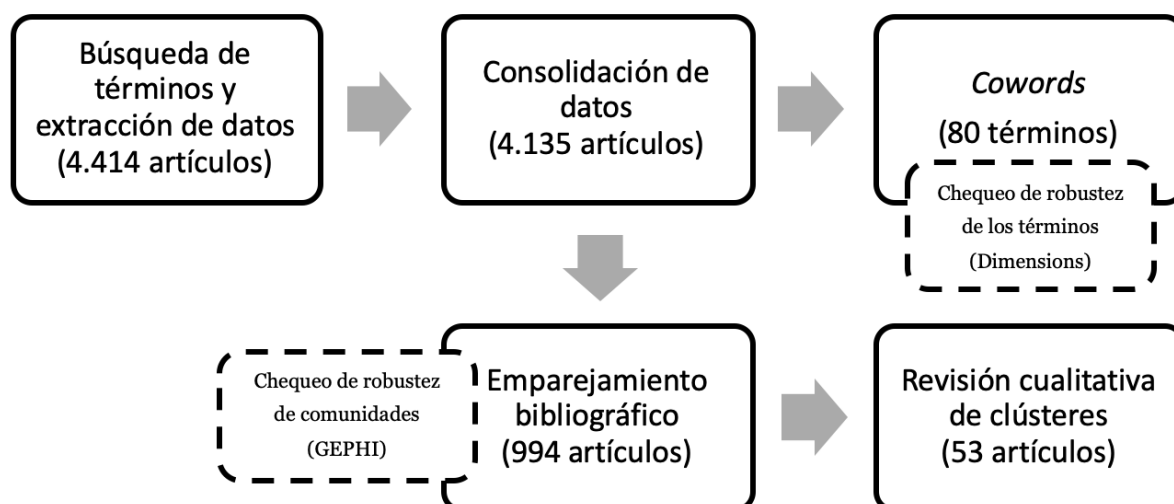 Búsqueda de
términos y
extracción de datos
(4.414 artículos)
Consolidación de
datos
(4.135 artículos)
Cowords
(80 términos)
Chequeo de robustez
de los términos
(Dimensions)
Chequeo de robustez
de comunidades
(GEPHI)
Emparejamiento
bibliográfico
(994 artículos)
Revisión cualitativa
de clústeres
(53 artículos)